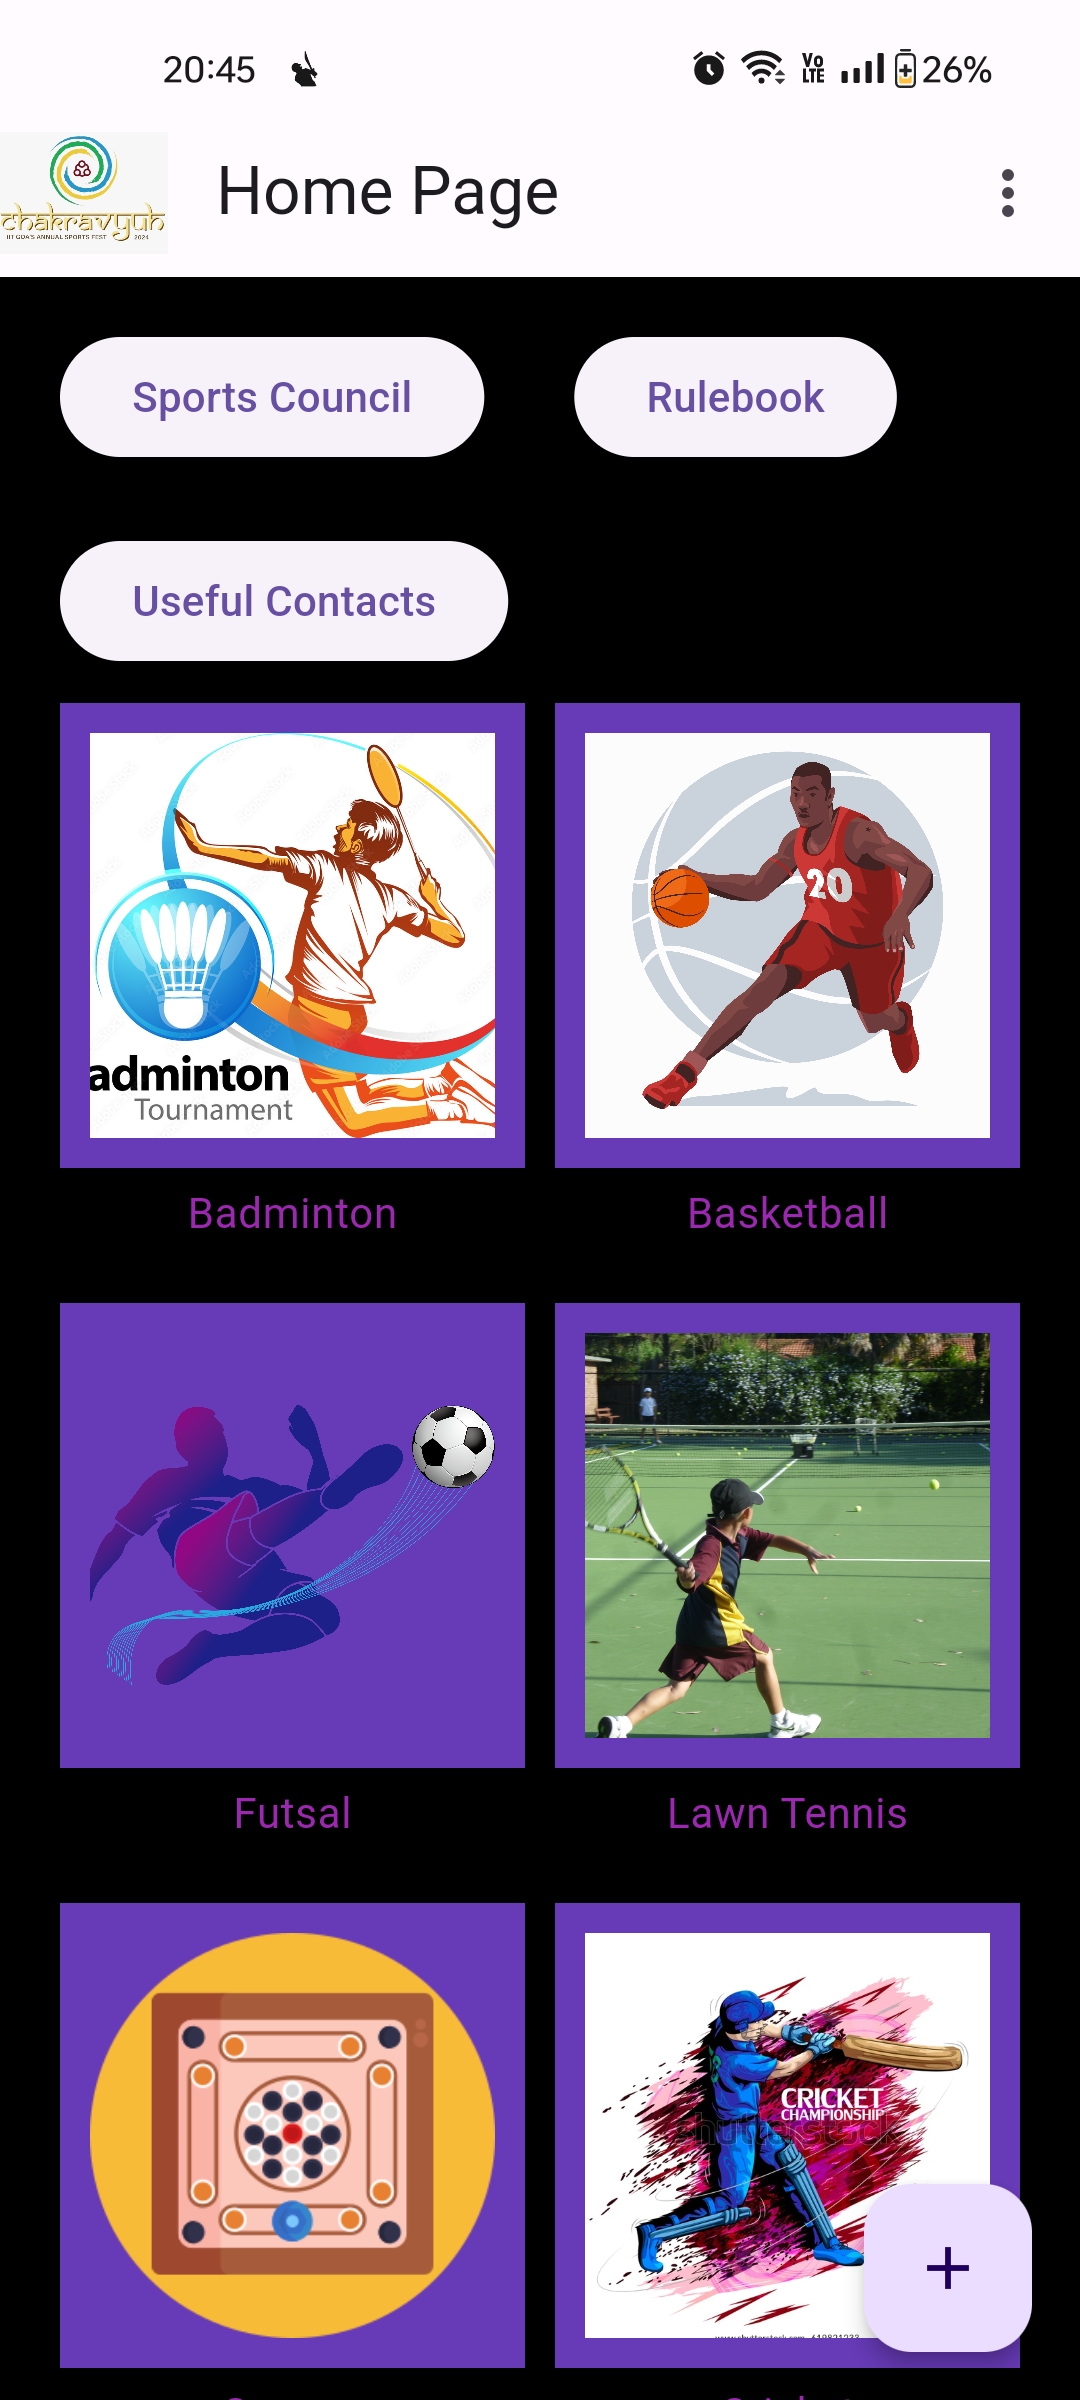 20:45
Vo
LTE
26%
chakravyuh
IIT GOA'S ANNUAL SPORTS FEST 2024
Home Page
Sports Council
Rulebook
Useful Contacts
adminton
Tournament
20
Badminton
Basketball
Futsal
Lawn Tennis
CRICKET
CHAMPIONSHIP
shutterstock